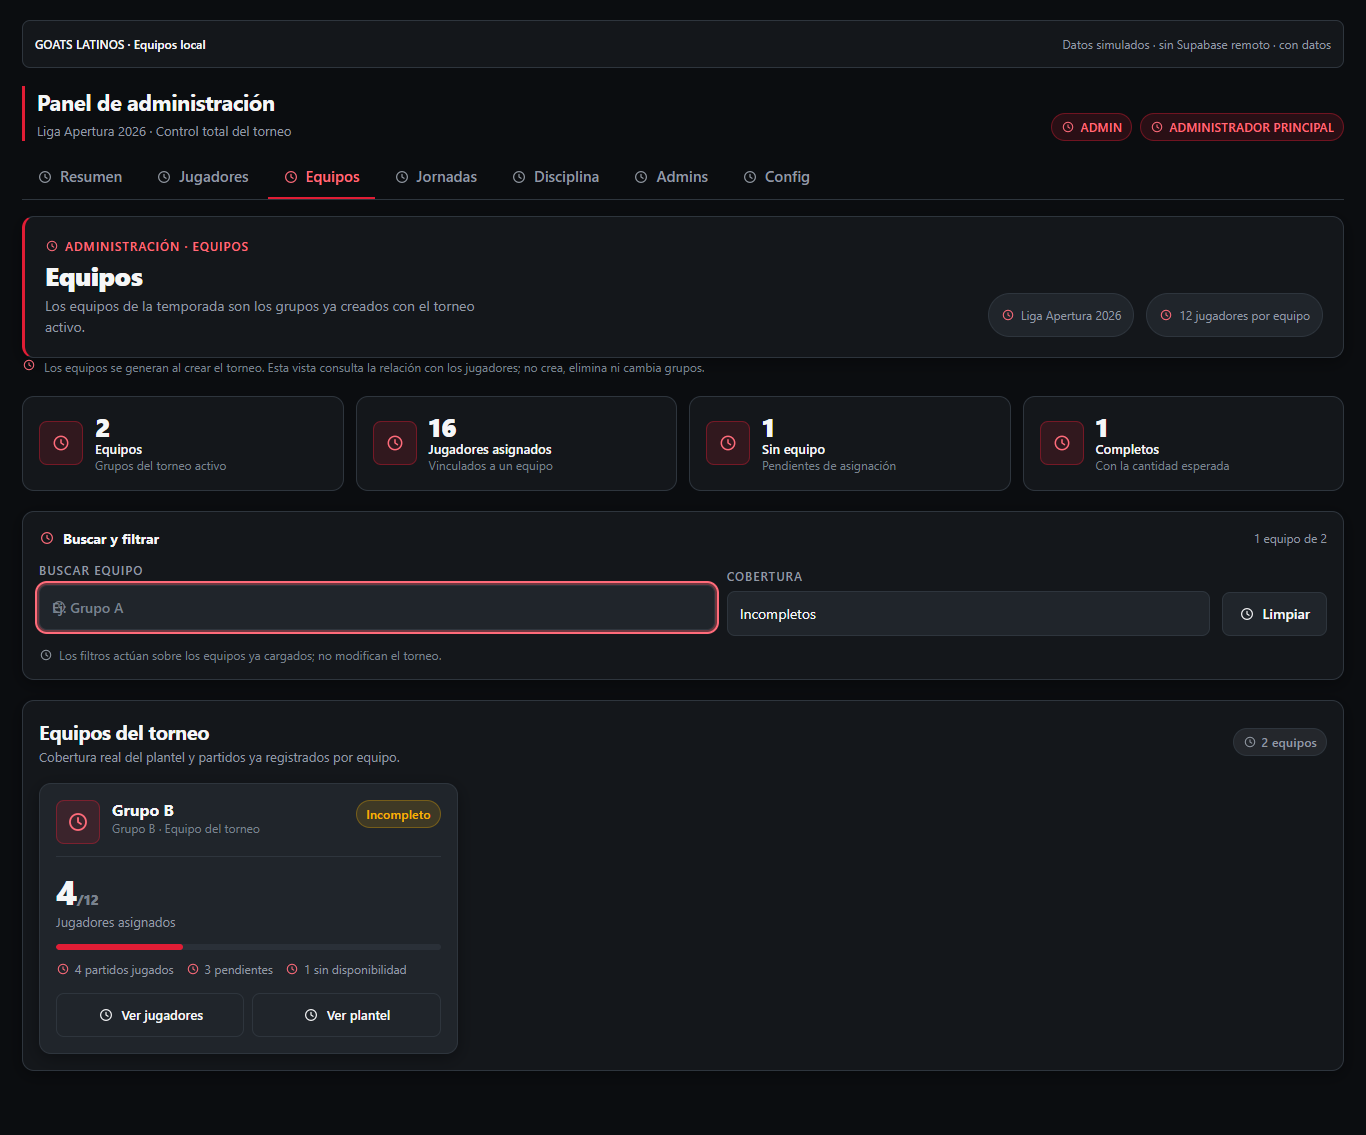 GOATS LATINOS · Equipos local
Datos simulados · sin Supabase remoto · con datos
Panel de administración
Liga Apertura 2026 · Control total del torneo
ADMIN
ADMINISTRADOR PRINCIPAL
Resumen
Jugadores
Equipos
Jornadas
Disciplina
Admins
Config
ADMINISTRACIÓN · EQUIPOS
Equipos
Los equipos de la temporada son los grupos ya creados con el torneo
activo.
Liga Apertura 2026
12 jugadores por equipo
Los equipos se generan al crear el torneo. Esta vista consulta la relación con los jugadores; no crea, elimina ni cambia grupos.
2
Equipos
Grupos del torneo activo
16
Jugadores asignados
Vinculados a un equipo
1
Sin equipo
Pendientes de asignación
1
Completos
Con la cantidad esperada
Buscar y filtrar
1 equipo de 2
BUSCAR EQUIPO
Grupo A
COBERTURA
Incompletos
Limpiar
Los filtros actúan sobre los equipos ya cargados; no modifican el torneo.
Equipos del torneo
Cobertura real del plantel y partidos ya registrados por equipo.
2 equipos
Grupo B
Grupo B · Equipo del torneo
Incompleto
4/12
Jugadores asignados
4 partidos jugados
3 pendientes
1 sin disponibilidad
Ver jugadores
Ver plantel